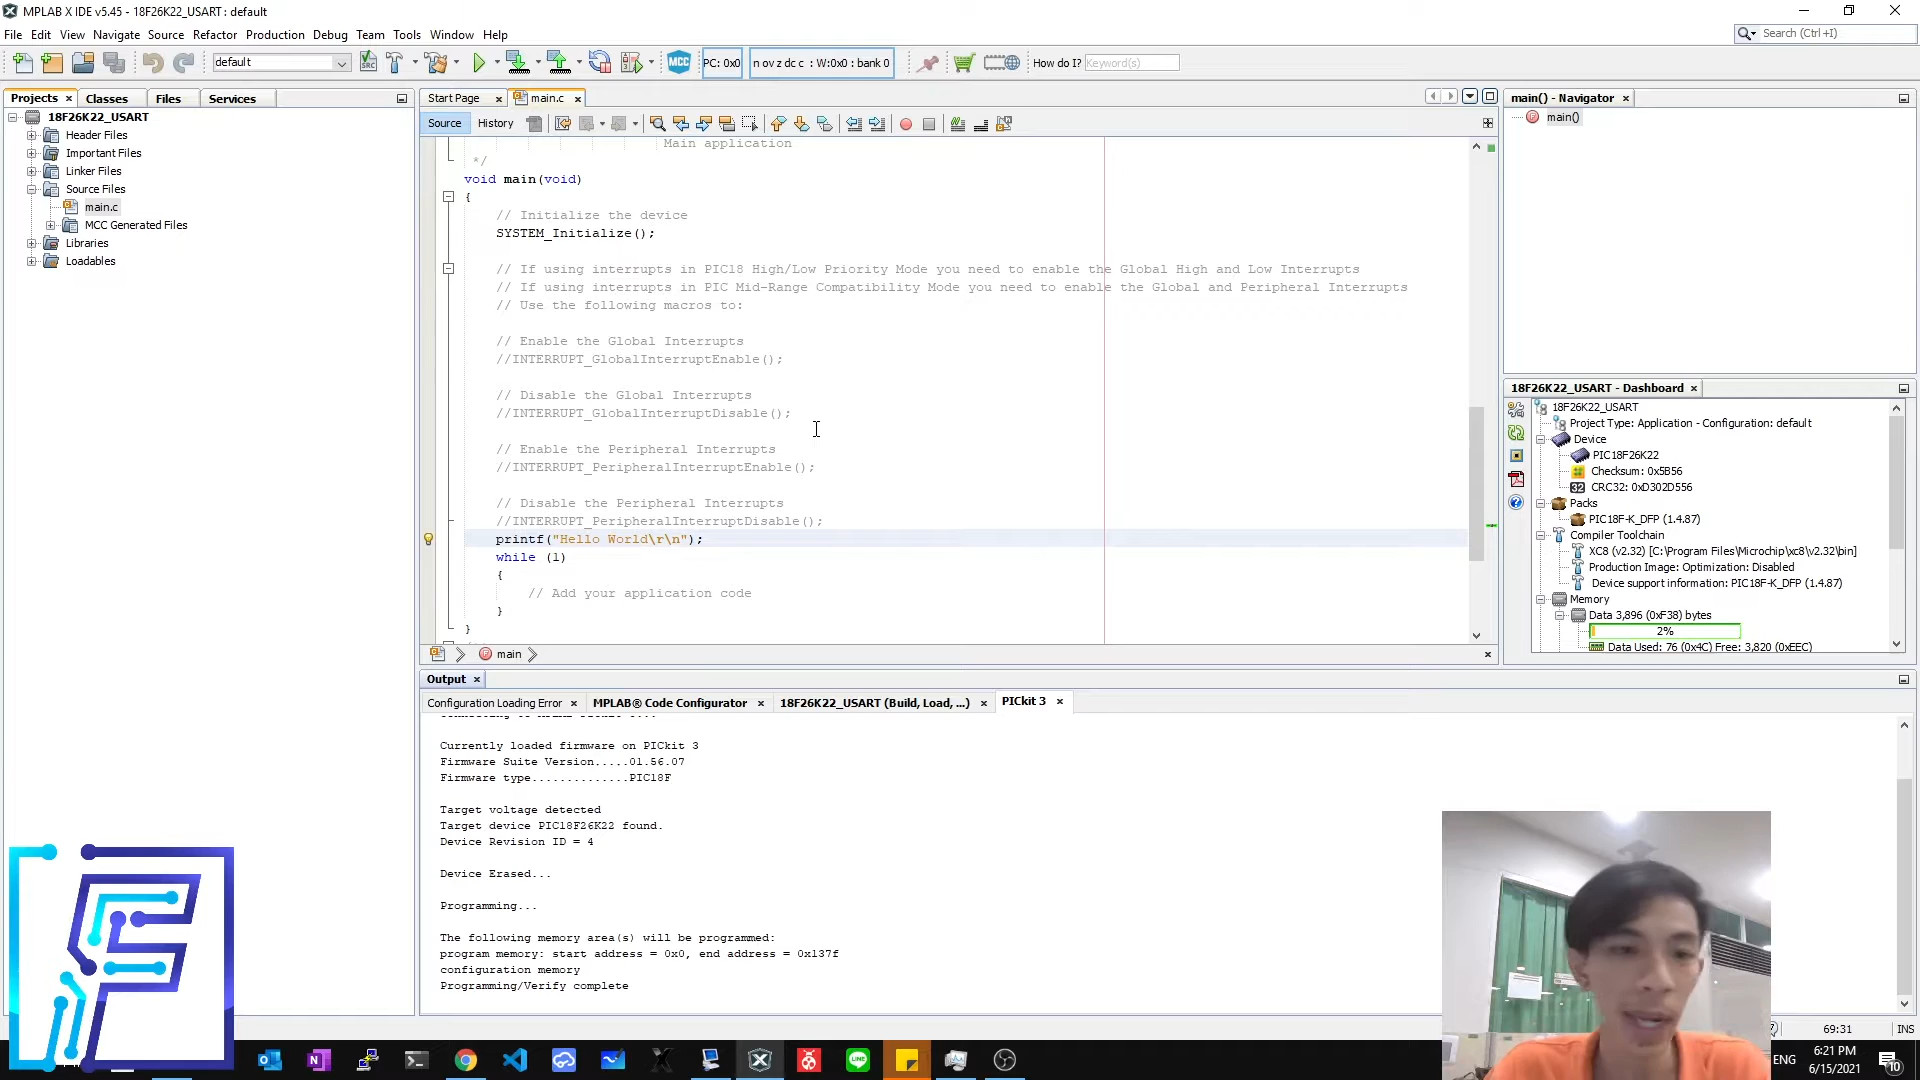 MPLAB X IDE v5.45 - 18F26K22_USART : default
File Edit View Navigate Source Refactor Production Debug Team Tools Window Help
Search (Ctrl+I)
default
MCC
PC: 0x0
n ov z dc c : W:0x0 : bank 0
How do I? Keyword(s)
Projects Classes Files Services
18F26K22_USART
Header Files
Important Files
Linker Files
Source Files
main.c
MCC Generated Files
Libraries
Loadables
Start Page main.c
Source History
Main application
*/
void main(void)
{
// Initialize the device
SYSTEM_Initialize();
// If using interrupts in PIC18 High/Low Priority Mode you need to enable the Global High and Low Interrupts
// If using interrupts in PIC Mid-Range Compatibility Mode you need to enable the Global and Peripheral Interrupts
// Use the following macros to:
// Enable the Global Interrupts
//INTERRUPT_GlobalInterruptEnable();
// Disable the Global Interrupts
//INTERRUPT_GlobalInterruptDisable();
// Enable the Peripheral Interrupts
//INTERRUPT_PeripheralInterruptEnable();
// Disable the Peripheral Interrupts
//INTERRUPT_PeripheralInterruptDisable();
printf("Hello World\r\n");
while (1)
{
// Add your application code
}
}
main
main() - Navigator
main()
18F26K22_USART - Dashboard
18F26K22_USART
Project Type: Application - Configuration: default
Device
PIC18F26K22
Checksum: 0x5B56
32 CRC32: 0xD302D556
Packs
PIC18F-K_DFP (1.4.87)
Compiler Toolchain
XC8 (v2.32) [C:\Program Files\Microchip\xc8\v2.32\bin]
Production Image: Optimization: Disabled
Device support information: PIC18F-K_DFP (1.4.87)
Memory
Data 3,896 (0xF38) bytes
2%
Data Used: 76 (0x4C) Free: 3,820 (0xEEC)
Output
Configuration Loading Error MPLAB® Code Configurator 18F26K22_USART (Build, Load, ...) PICkit 3
Currently loaded firmware on PICkit 3
Firmware Suite Version.....01.56.07
Firmware type..............PIC18F
Target voltage detected
Target device PIC18F26K22 found.
Device Revision ID = 4
Device Erased...
Programming...
The following memory area(s) will be programmed:
program memory: start address = 0x0, end address = 0x137f
configuration memory
Programming/Verify complete
69:31 INS
ENG
6:21 PM
6/15/2021
10